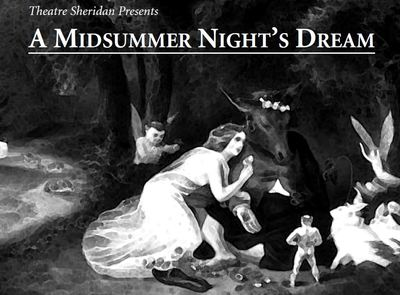 Theatre Sheridan Presents
A Midsummer Night's Dream